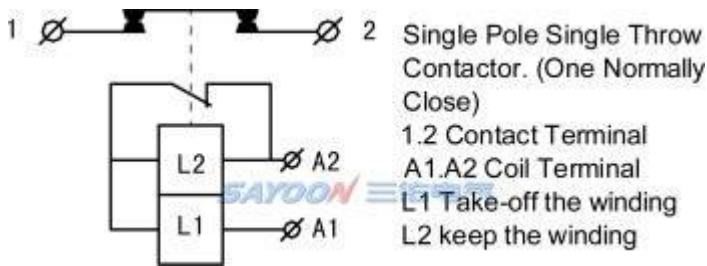 1
2
Single Pole Single Throw
Contactor. (One Normally
Close)
1.2 Contact Terminal
A1.A2 Coil Terminal
L1 Take-off the winding
L2 keep the winding
L2
A2
SAYOON
L1
A1